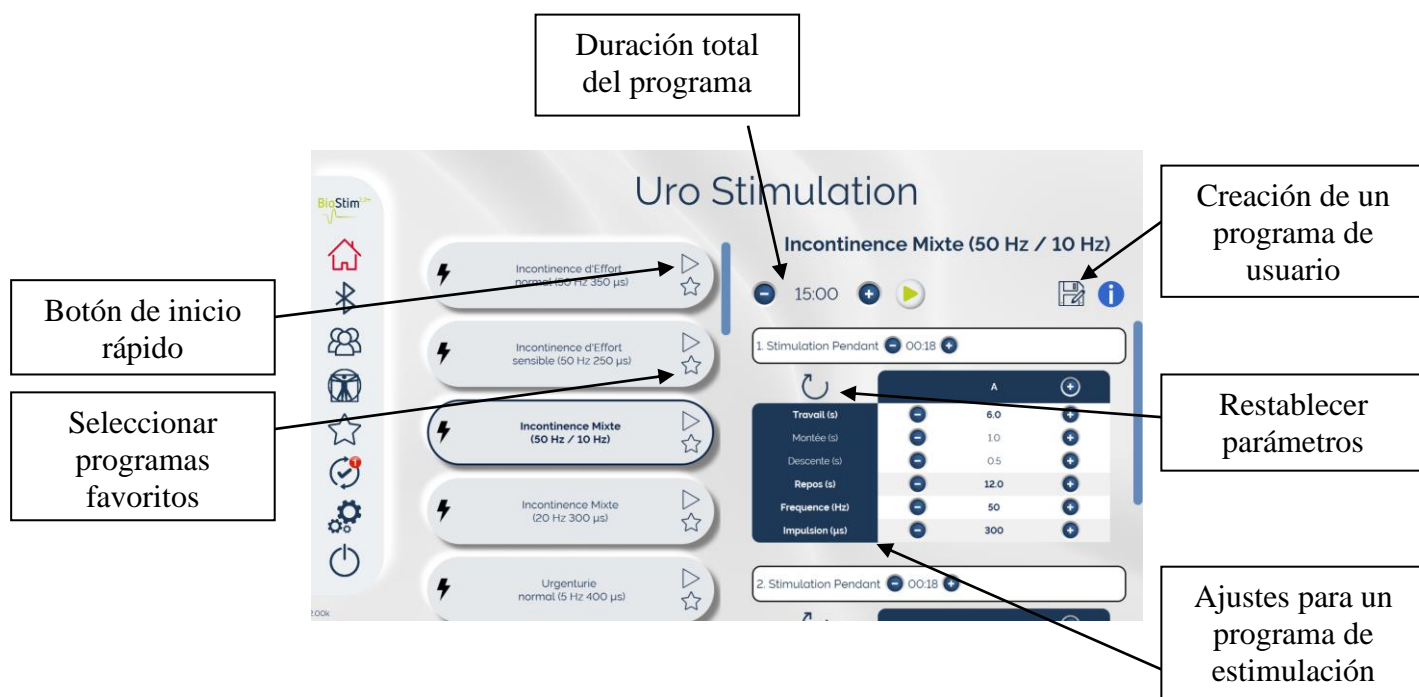 Duración total
del programa
Creación de un
programa de
usuario
Botón de inicio
rápido
Seleccionar
programas
favoritos
Restablecer
parámetros
Ajustes para un
programa de
estimulación
BioStim
Uro Stimulation
Incontinence d'Effort
normal (50 Hz 350 µs)
Incontinence d'Effort
sensible (50 Hz 250 µs)
Incontinence Mixte
(50 Hz / 10 Hz)
Incontinence Mixte
(20 Hz 300 µs)
Urgenturie
normal (5 Hz 400 µs)
Incontinence Mixte (50 Hz / 10 Hz)
15:00
1. Stimulation Pendant 00:18
A
Travail (s) 6.0
Montée (s) 1.0
Descente (s) 0.5
Repos (s) 12.0
Frequence (Hz) 50
Impulsion (µs) 300
2. Stimulation Pendant 00:18
1